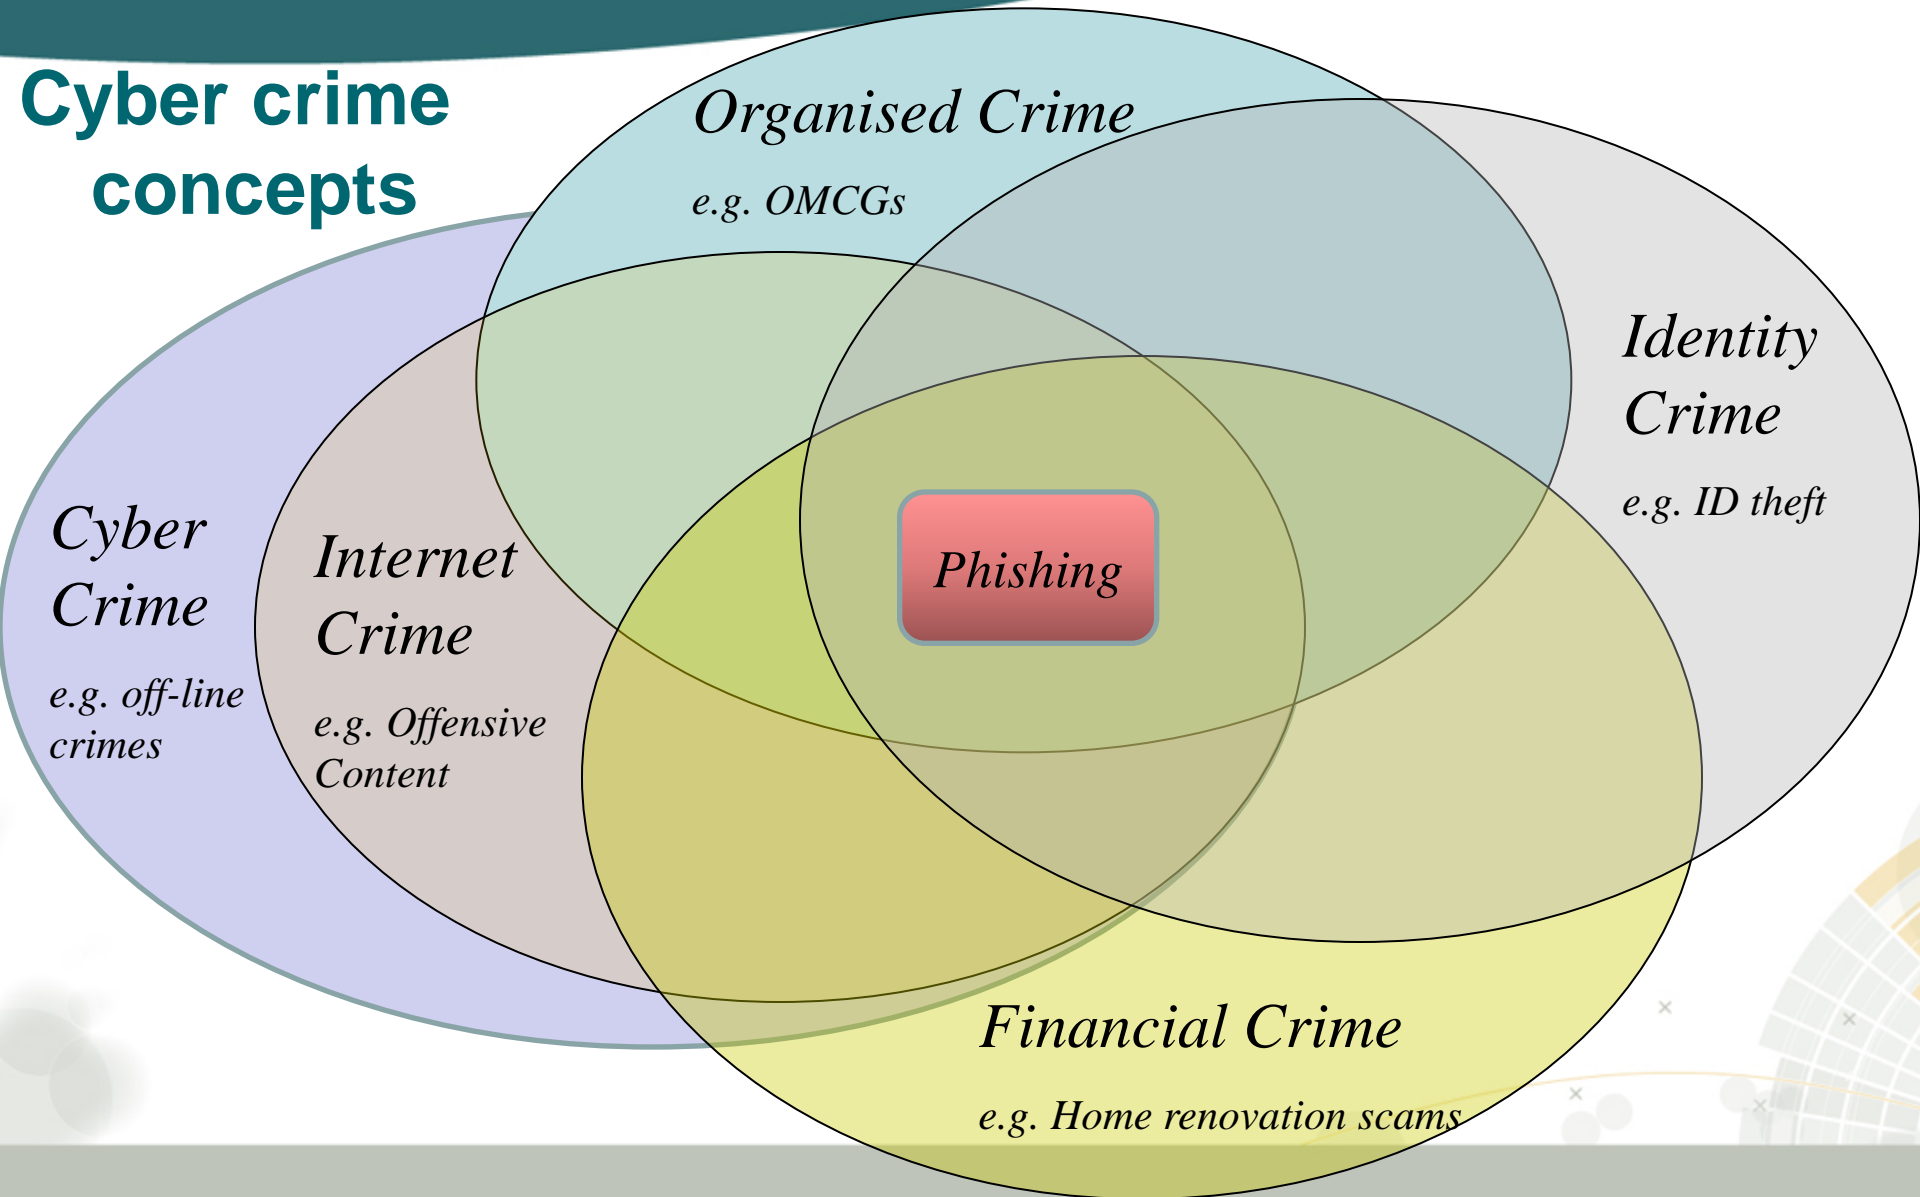 Cyber crime
concepts
Organised Crime
e.g. OMCGs
Identity
Crime
e.g. ID theft
Cyber
Crime
e.g. off-line
crimes
Internet
Crime
e.g. Offensive
Content
Phishing
Financial Crime
e.g. Home renovation scams